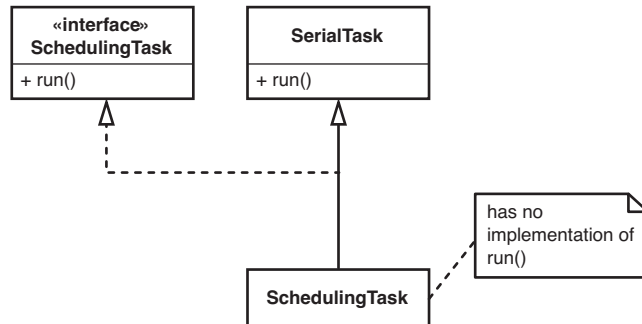 «interface»
SchedulingTask
+ run()
SerialTask
+ run()
has no
implementation of
run()
SchedulingTask